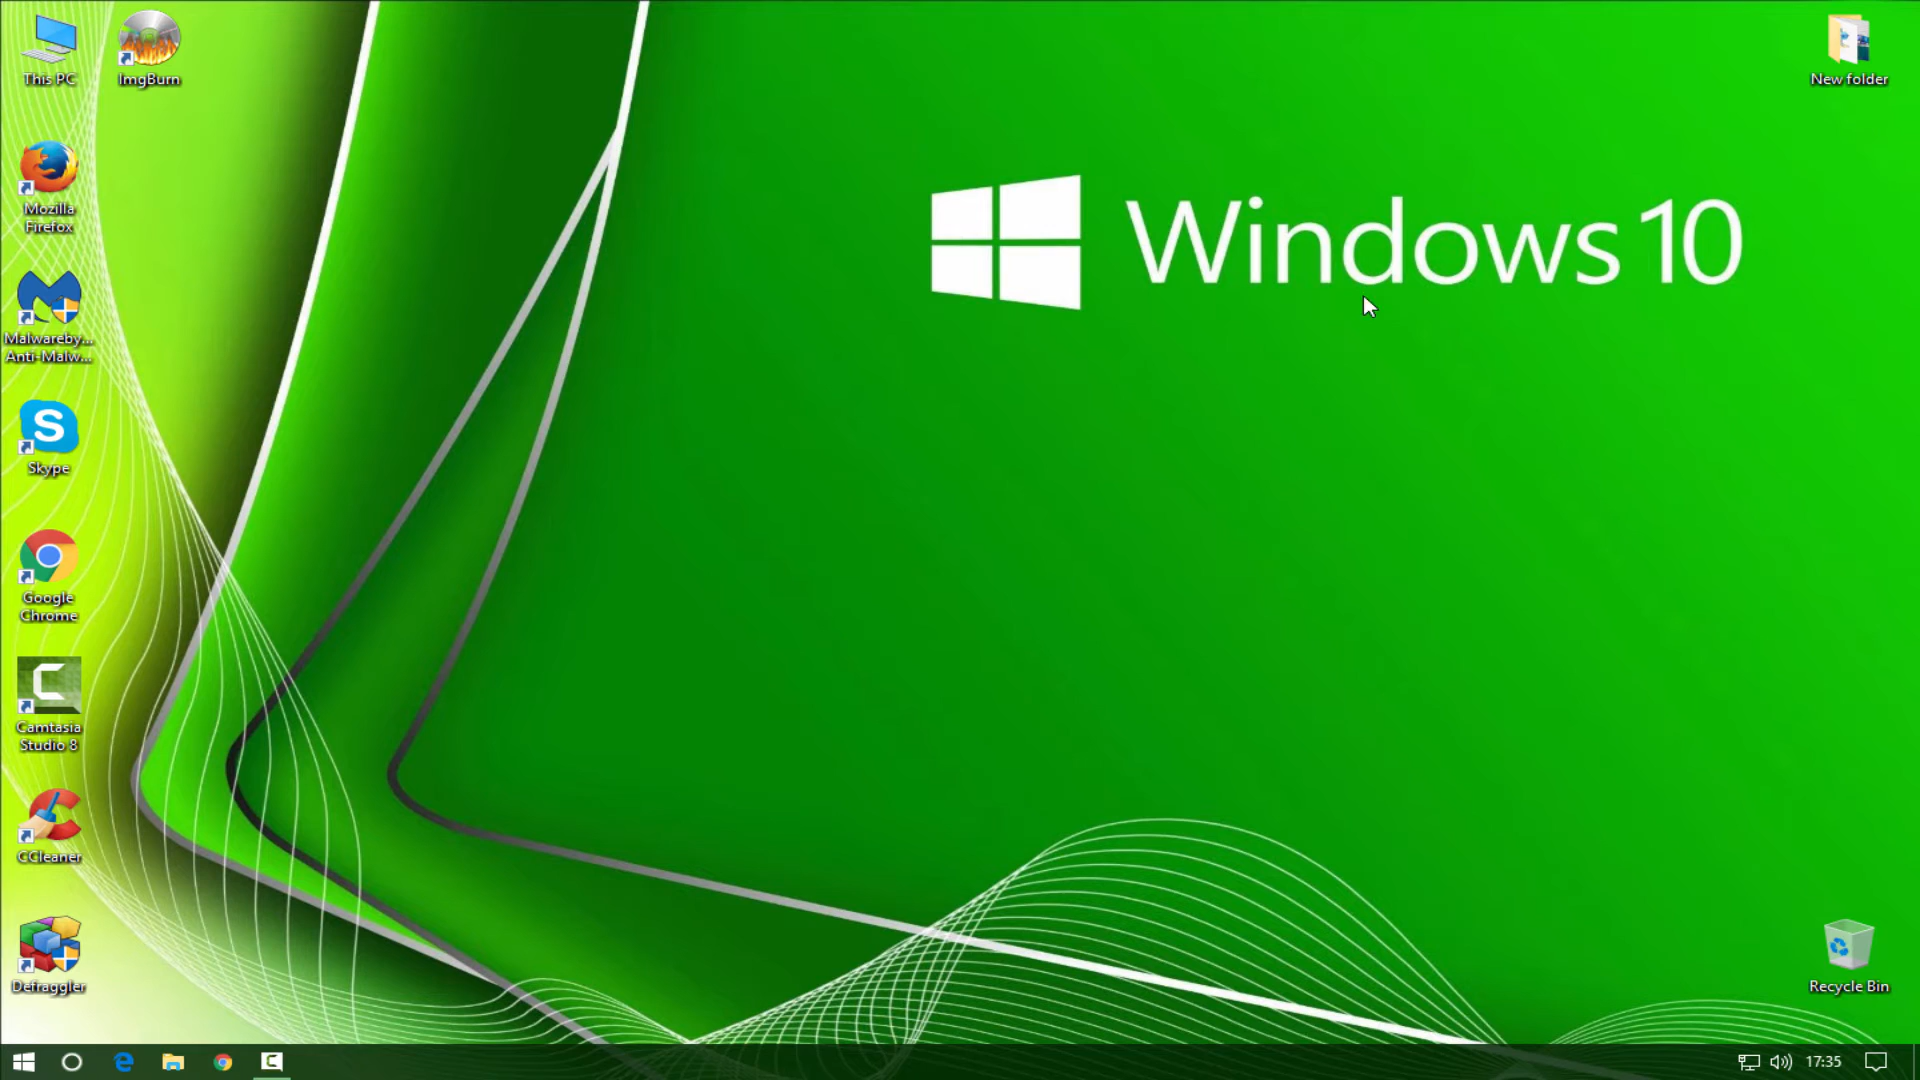 This PC
ImgBurn
New folder
Windows 10
Mozilla
Firefox
Malwareby...
Anti-Malw...
S
Skype
Google
Chrome
Camtasia
Studio 8
CCleaner
Defraggler
Recycle Bin
17:35